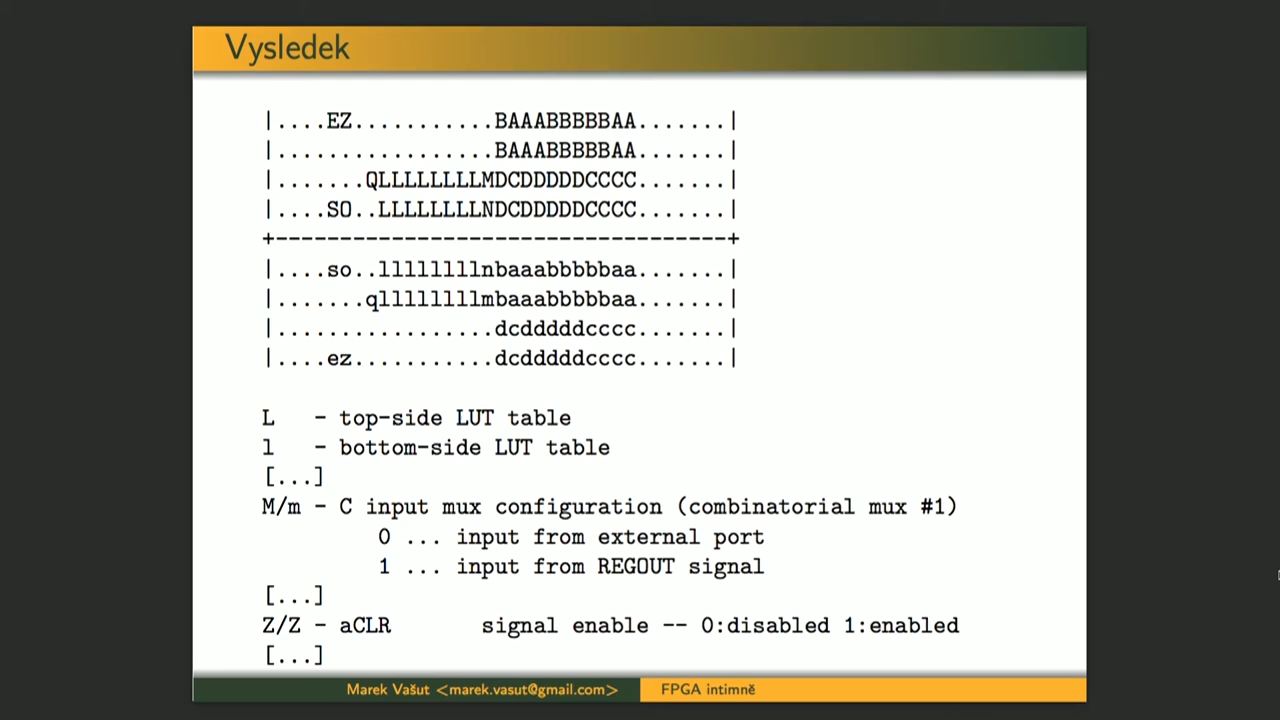 Vysledek
|....EZ...........BAAABBBBBAA.......|
|.................BAAABBBBBAA.......|
|.......QLLLLLLLLMDCDDDDDCCCC.......|
|....SO..LLLLLLLLNDCDDDDDCCCC.......|
+-----------------------------------+
|....so..llllllllnbaaabbbbbaa.......|
|.......qllllllllmbaaabbbbbaa.......|
|.................dcdddddcccc.......|
|....ez...........dcdddddcccc.......|
L - top-side LUT table
l - bottom-side LUT table
[...]
M/m - C input mux configuration (combinatorial mux #1)
0 ... input from external port
1 ... input from REGOUT signal
[...]
Z/Z - aCLR signal enable -- 0:disabled 1:enabled
[...]
Marek Vašut <marek.vasut@gmail.com>
FPGA intimně